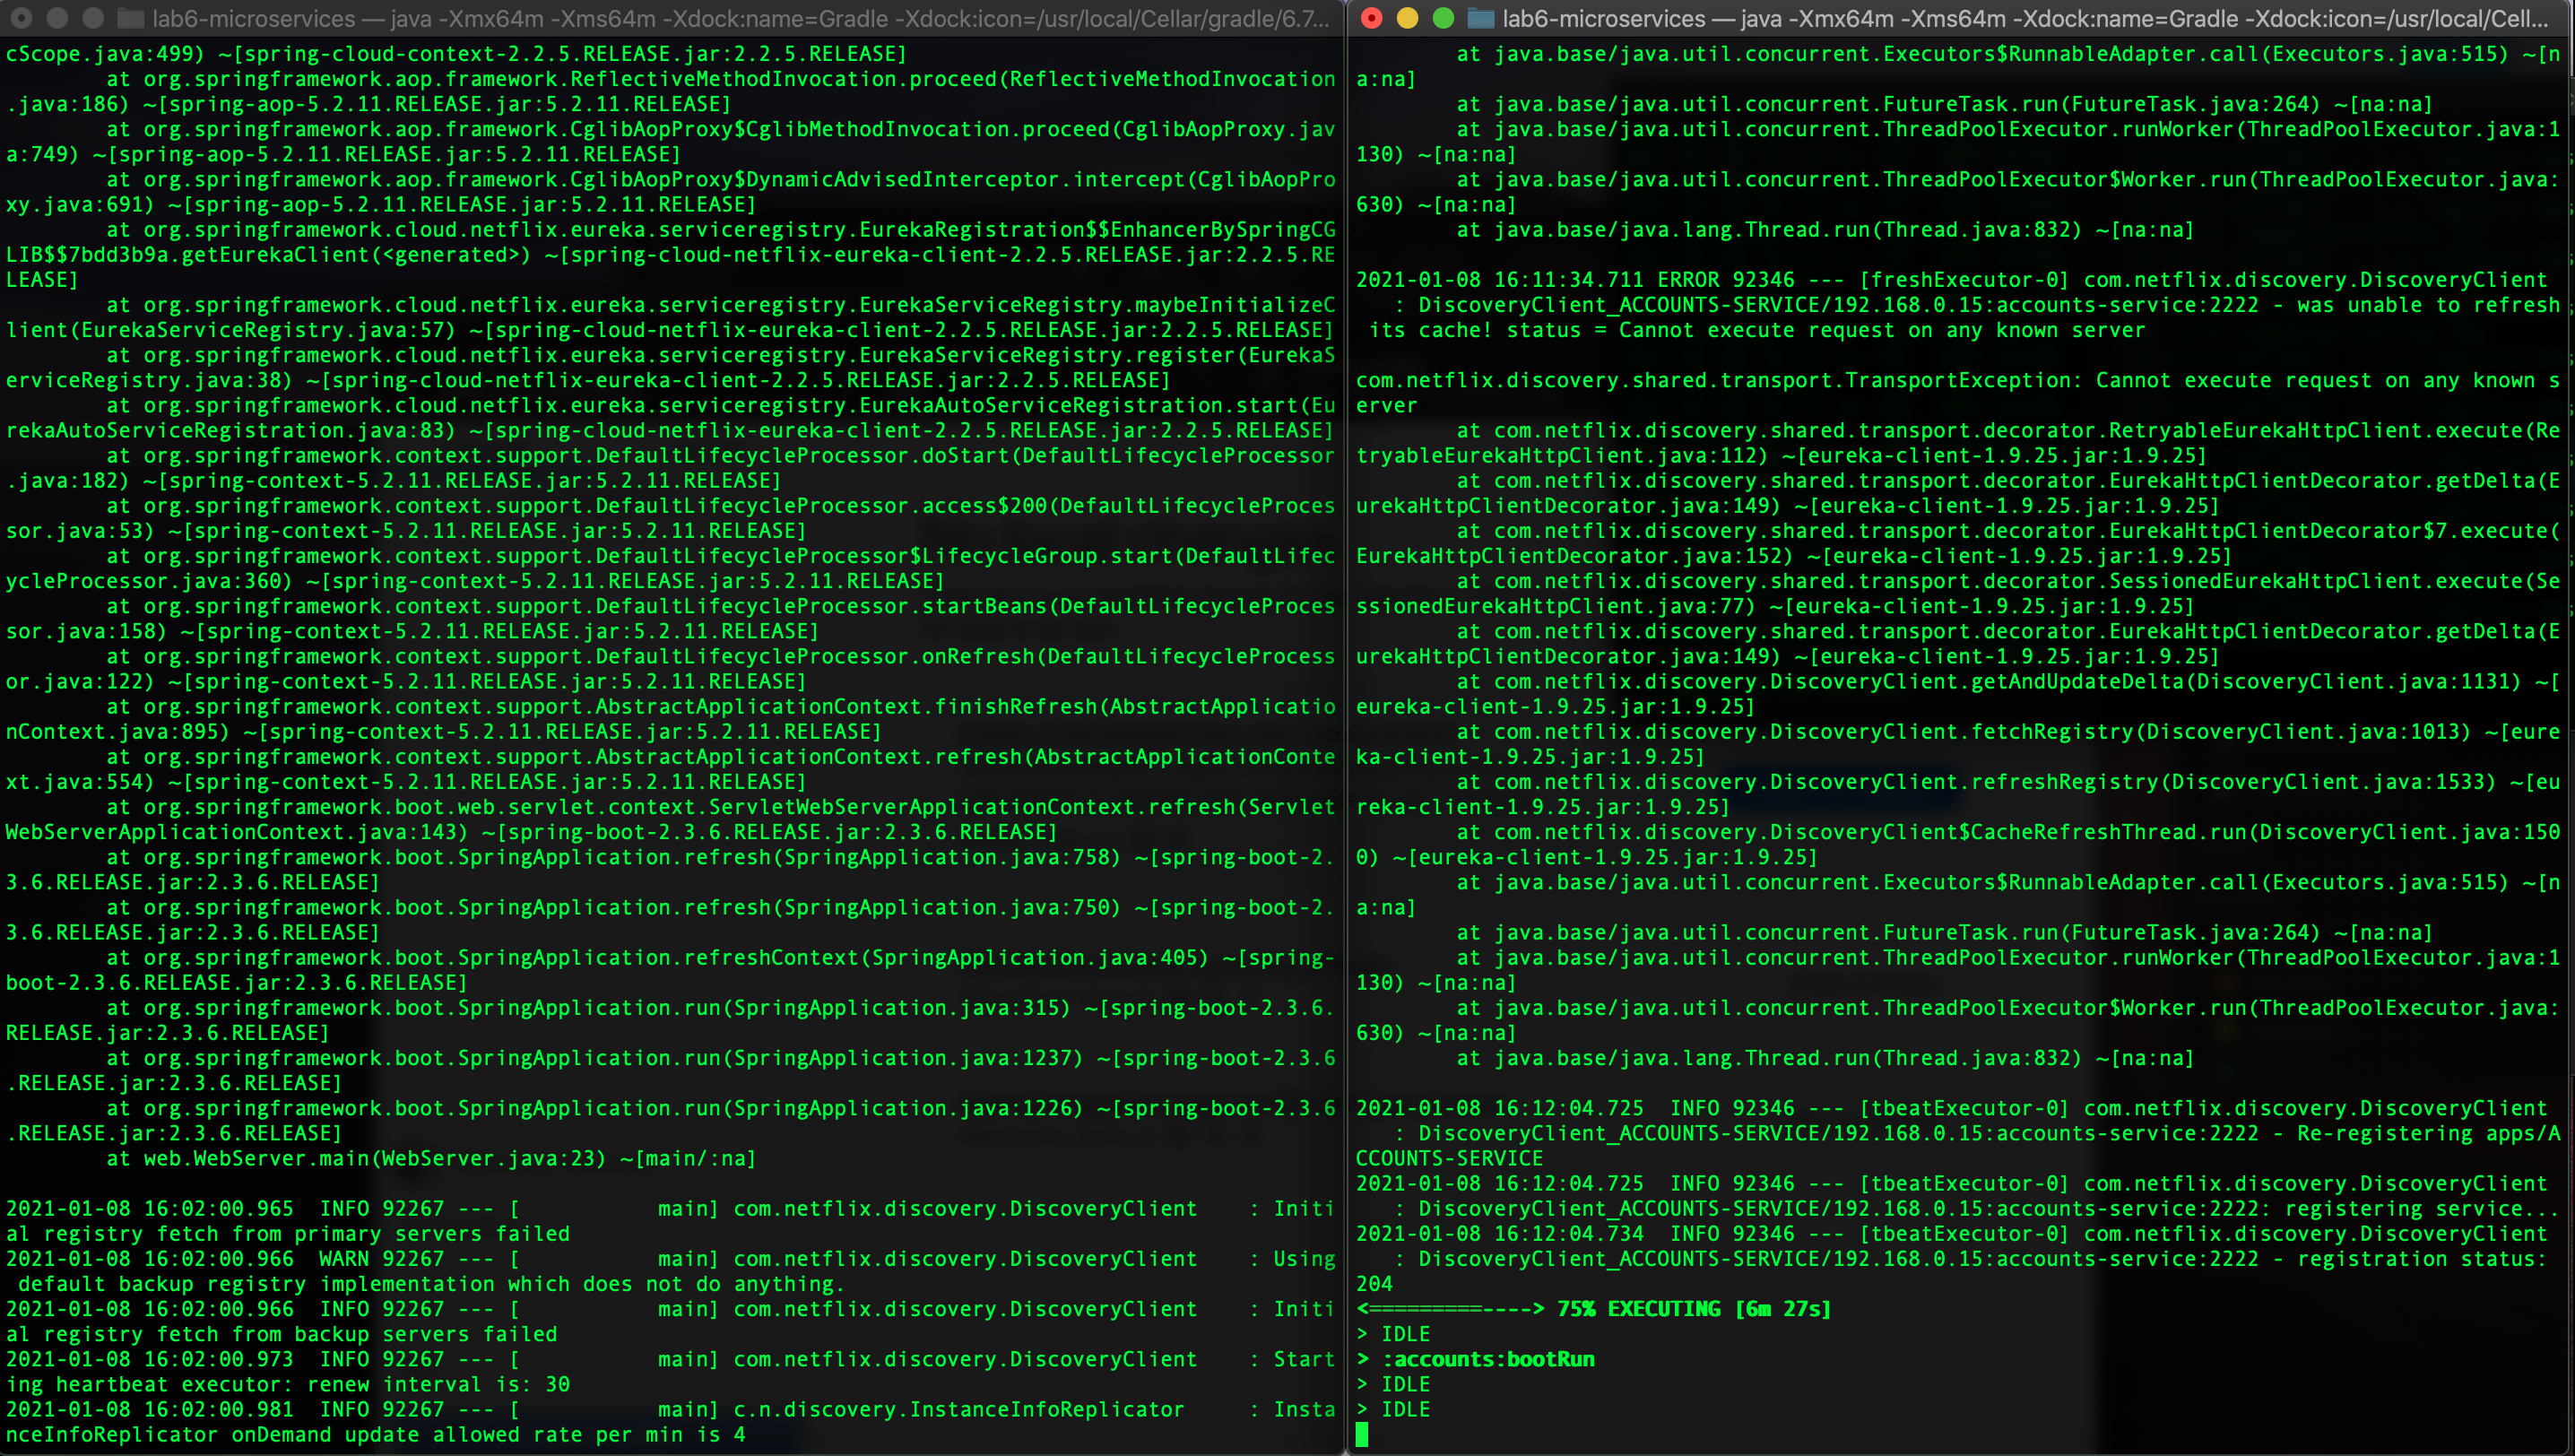 lab6-microservices — java -Xmx64m -Xms64m -Xdock:name=Gradle -Xdock:icon=/usr/local/Cellar/gradle/6.7...
cScope.java:499) ~[spring-cloud-context-2.2.5.RELEASE.jar:2.2.5.RELEASE]
at org.springframework.aop.framework.ReflectiveMethodInvocation.proceed(ReflectiveMethodInvocation
.java:186) ~[spring-aop-5.2.11.RELEASE.jar:5.2.11.RELEASE]
at org.springframework.aop.framework.CglibAopProxy$CglibMethodInvocation.proceed(CglibAopProxy.jav
a:749) ~[spring-aop-5.2.11.RELEASE.jar:5.2.11.RELEASE]
at org.springframework.aop.framework.CglibAopProxy$DynamicAdvisedInterceptor.intercept(CglibAopPro
xy.java:691) ~[spring-aop-5.2.11.RELEASE.jar:5.2.11.RELEASE]
at org.springframework.cloud.netflix.eureka.serviceregistry.EurekaRegistration$$EnhancerBySpringCG
LIB$$7bdd3b9a.getEurekaClient(<generated>) ~[spring-cloud-netflix-eureka-client-2.2.5.RELEASE.jar:2.2.5.RE
LEASE]
at org.springframework.cloud.netflix.eureka.serviceregistry.EurekaServiceRegistry.maybeInitializeC
lient(EurekaServiceRegistry.java:57) ~[spring-cloud-netflix-eureka-client-2.2.5.RELEASE.jar:2.2.5.RELEASE]
at org.springframework.cloud.netflix.eureka.serviceregistry.EurekaServiceRegistry.register(EurekaS
erviceRegistry.java:38) ~[spring-cloud-netflix-eureka-client-2.2.5.RELEASE.jar:2.2.5.RELEASE]
at org.springframework.cloud.netflix.eureka.serviceregistry.EurekaAutoServiceRegistration.start(Eu
rekaAutoServiceRegistration.java:83) ~[spring-cloud-netflix-eureka-client-2.2.5.RELEASE.jar:2.2.5.RELEASE]
at org.springframework.context.support.DefaultLifecycleProcessor.doStart(DefaultLifecycleProcessor
.java:182) ~[spring-context-5.2.11.RELEASE.jar:5.2.11.RELEASE]
at org.springframework.context.support.DefaultLifecycleProcessor.access$200(DefaultLifecycleProces
sor.java:53) ~[spring-context-5.2.11.RELEASE.jar:5.2.11.RELEASE]
at org.springframework.context.support.DefaultLifecycleProcessor$LifecycleGroup.start(DefaultLifec
ycleProcessor.java:360) ~[spring-context-5.2.11.RELEASE.jar:5.2.11.RELEASE]
at org.springframework.context.support.DefaultLifecycleProcessor.startBeans(DefaultLifecycleProces
sor.java:158) ~[spring-context-5.2.11.RELEASE.jar:5.2.11.RELEASE]
at org.springframework.context.support.DefaultLifecycleProcessor.onRefresh(DefaultLifecycleProcess
or.java:122) ~[spring-context-5.2.11.RELEASE.jar:5.2.11.RELEASE]
at org.springframework.context.support.AbstractApplicationContext.finishRefresh(AbstractApplicatio
nContext.java:895) ~[spring-context-5.2.11.RELEASE.jar:5.2.11.RELEASE]
at org.springframework.context.support.AbstractApplicationContext.refresh(AbstractApplicationConte
xt.java:554) ~[spring-context-5.2.11.RELEASE.jar:5.2.11.RELEASE]
at org.springframework.boot.web.servlet.context.ServletWebServerApplicationContext.refresh(Servlet
WebServerApplicationContext.java:143) ~[spring-boot-2.3.6.RELEASE.jar:2.3.6.RELEASE]
at org.springframework.boot.SpringApplication.refresh(SpringApplication.java:758) ~[spring-boot-2.
3.6.RELEASE.jar:2.3.6.RELEASE]
at org.springframework.boot.SpringApplication.refresh(SpringApplication.java:750) ~[spring-boot-2.
3.6.RELEASE.jar:2.3.6.RELEASE]
at org.springframework.boot.SpringApplication.refreshContext(SpringApplication.java:405) ~[spring-
boot-2.3.6.RELEASE.jar:2.3.6.RELEASE]
at org.springframework.boot.SpringApplication.run(SpringApplication.java:315) ~[spring-boot-2.3.6.
RELEASE.jar:2.3.6.RELEASE]
at org.springframework.boot.SpringApplication.run(SpringApplication.java:1237) ~[spring-boot-2.3.6
.RELEASE.jar:2.3.6.RELEASE]
at org.springframework.boot.SpringApplication.run(SpringApplication.java:1226) ~[spring-boot-2.3.6
.RELEASE.jar:2.3.6.RELEASE]
at web.WebServer.main(WebServer.java:23) ~[main/:na]
2021-01-08 16:02:00.965  INFO 92267 --- [           main] com.netflix.discovery.DiscoveryClient    : Initi
al registry fetch from primary servers failed
2021-01-08 16:02:00.966  WARN 92267 --- [           main] com.netflix.discovery.DiscoveryClient    : Using
default backup registry implementation which does not do anything.
2021-01-08 16:02:00.966  INFO 92267 --- [           main] com.netflix.discovery.DiscoveryClient    : Initi
al registry fetch from backup servers failed
2021-01-08 16:02:00.973  INFO 92267 --- [           main] com.netflix.discovery.DiscoveryClient    : Start
ing heartbeat executor: renew interval is: 30
2021-01-08 16:02:00.981  INFO 92267 --- [           main] c.n.discovery.InstanceInfoReplicator     : Insta
nceInfoReplicator onDemand update allowed rate per min is 4
lab6-microservices — java -Xmx64m -Xms64m -Xdock:name=Gradle -Xdock:icon=/usr/local/Cell...
at java.base/java.util.concurrent.Executors$RunnableAdapter.call(Executors.java:515) ~[n
a:na]
at java.base/java.util.concurrent.FutureTask.run(FutureTask.java:264) ~[na:na]
at java.base/java.util.concurrent.ThreadPoolExecutor.runWorker(ThreadPoolExecutor.java:1
130) ~[na:na]
at java.base/java.util.concurrent.ThreadPoolExecutor$Worker.run(ThreadPoolExecutor.java:
630) ~[na:na]
at java.base/java.lang.Thread.run(Thread.java:832) ~[na:na]
2021-01-08 16:11:34.711 ERROR 92346 --- [freshExecutor-0] com.netflix.discovery.DiscoveryClient
: DiscoveryClient_ACCOUNTS-SERVICE/192.168.0.15:accounts-service:2222 - was unable to refresh
its cache! status = Cannot execute request on any known server
com.netflix.discovery.shared.transport.TransportException: Cannot execute request on any known s
erver
at com.netflix.discovery.shared.transport.decorator.RetryableEurekaHttpClient.execute(Re
tryableEurekaHttpClient.java:112) ~[eureka-client-1.9.25.jar:1.9.25]
at com.netflix.discovery.shared.transport.decorator.EurekaHttpClientDecorator.getDelta(E
urekaHttpClientDecorator.java:149) ~[eureka-client-1.9.25.jar:1.9.25]
at com.netflix.discovery.shared.transport.decorator.EurekaHttpClientDecorator$7.execute(
EurekaHttpClientDecorator.java:152) ~[eureka-client-1.9.25.jar:1.9.25]
at com.netflix.discovery.shared.transport.decorator.SessionedEurekaHttpClient.execute(Se
ssionedEurekaHttpClient.java:77) ~[eureka-client-1.9.25.jar:1.9.25]
at com.netflix.discovery.shared.transport.decorator.EurekaHttpClientDecorator.getDelta(E
urekaHttpClientDecorator.java:149) ~[eureka-client-1.9.25.jar:1.9.25]
at com.netflix.discovery.DiscoveryClient.getAndUpdateDelta(DiscoveryClient.java:1131) ~[
eureka-client-1.9.25.jar:1.9.25]
at com.netflix.discovery.DiscoveryClient.fetchRegistry(DiscoveryClient.java:1013) ~[eure
ka-client-1.9.25.jar:1.9.25]
at com.netflix.discovery.DiscoveryClient.refreshRegistry(DiscoveryClient.java:1533) ~[eu
reka-client-1.9.25.jar:1.9.25]
at com.netflix.discovery.DiscoveryClient$CacheRefreshThread.run(DiscoveryClient.java:150
0) ~[eureka-client-1.9.25.jar:1.9.25]
at java.base/java.util.concurrent.Executors$RunnableAdapter.call(Executors.java:515) ~[n
a:na]
at java.base/java.util.concurrent.FutureTask.run(FutureTask.java:264) ~[na:na]
at java.base/java.util.concurrent.ThreadPoolExecutor.runWorker(ThreadPoolExecutor.java:1
130) ~[na:na]
at java.base/java.util.concurrent.ThreadPoolExecutor$Worker.run(ThreadPoolExecutor.java:
630) ~[na:na]
at java.base/java.lang.Thread.run(Thread.java:832) ~[na:na]
2021-01-08 16:12:04.725  INFO 92346 --- [tbeatExecutor-0] com.netflix.discovery.DiscoveryClient
: DiscoveryClient_ACCOUNTS-SERVICE/192.168.0.15:accounts-service:2222 - Re-registering apps/A
CCOUNTS-SERVICE
2021-01-08 16:12:04.725  INFO 92346 --- [tbeatExecutor-0] com.netflix.discovery.DiscoveryClient
: DiscoveryClient_ACCOUNTS-SERVICE/192.168.0.15:accounts-service:2222: registering service...
2021-01-08 16:12:04.734  INFO 92346 --- [tbeatExecutor-0] com.netflix.discovery.DiscoveryClient
: DiscoveryClient_ACCOUNTS-SERVICE/192.168.0.15:accounts-service:2222 - registration status:
204
<=========----> 75% EXECUTING [6m 27s]
> IDLE
> :accounts:bootRun
> IDLE
> IDLE